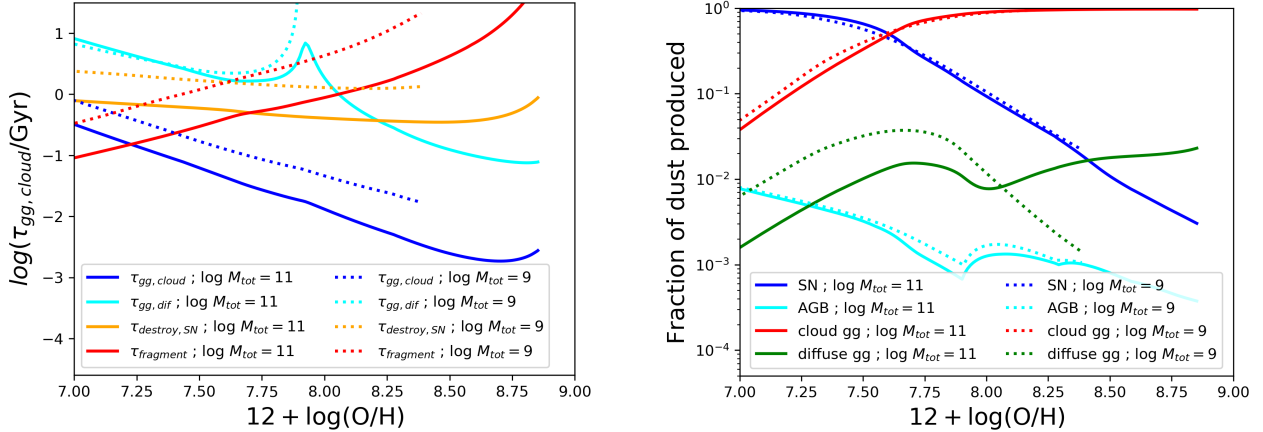 log(τgg,cloud/Gyr)
1
0
−1
−2
−3
−4
τgg,cloud ; log Mtot = 11
τgg,dif ; log Mtot = 11
τdestroy,SN ; log Mtot = 11
τfragment ; log Mtot = 11
τgg,cloud ; log Mtot = 9
τgg,dif ; log Mtot = 9
τdestroy,SN ; log Mtot = 9
τfragment ; log Mtot = 9
7.00 7.25 7.50 7.75 8.00 8.25 8.50 8.75 9.00
12 + log(O/H)
Fraction of dust produced
10⁰
10⁻¹
10⁻²
10⁻³
10⁻⁴
SN ; log Mtot = 11
AGB ; log Mtot = 11
cloud gg ; log Mtot = 11
diffuse gg ; log Mtot = 11
SN ; log Mtot = 9
AGB ; log Mtot = 9
cloud gg ; log Mtot = 9
diffuse gg ; log Mtot = 9
7.00 7.25 7.50 7.75 8.00 8.25 8.50 8.75 9.00
12 + log(O/H)